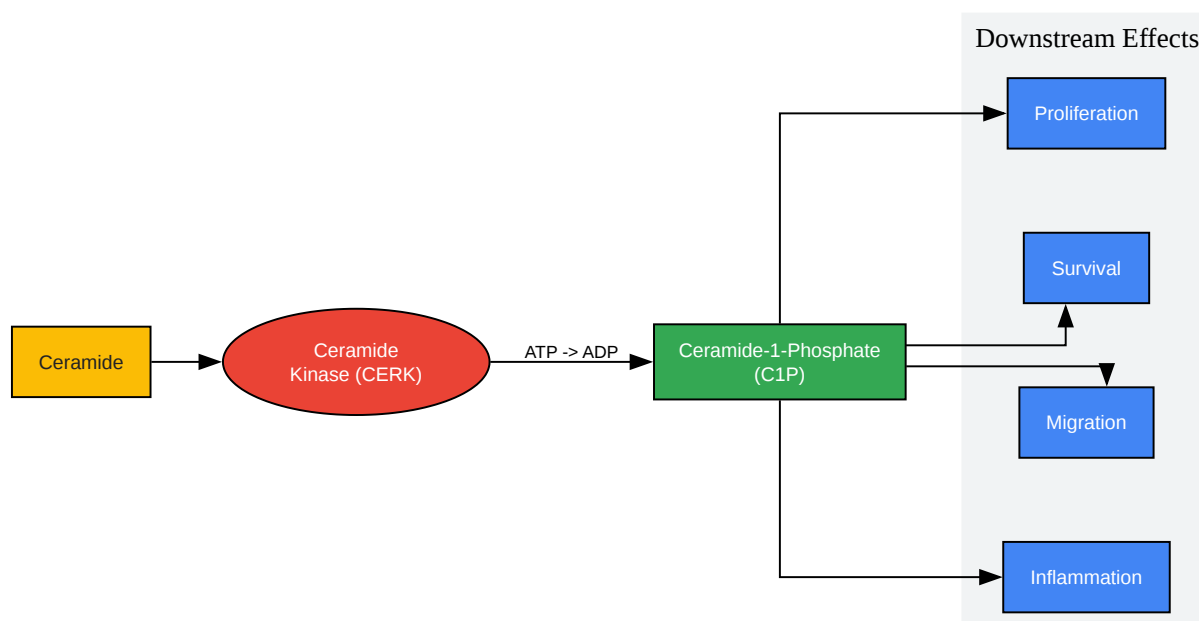 Downstream Effects
Proliferation
Survival
Ceramide
Ceramide
Kinase (CERK)
ATP -> ADP
Ceramide-1-Phosphate
(C1P)
Migration
Inflammation